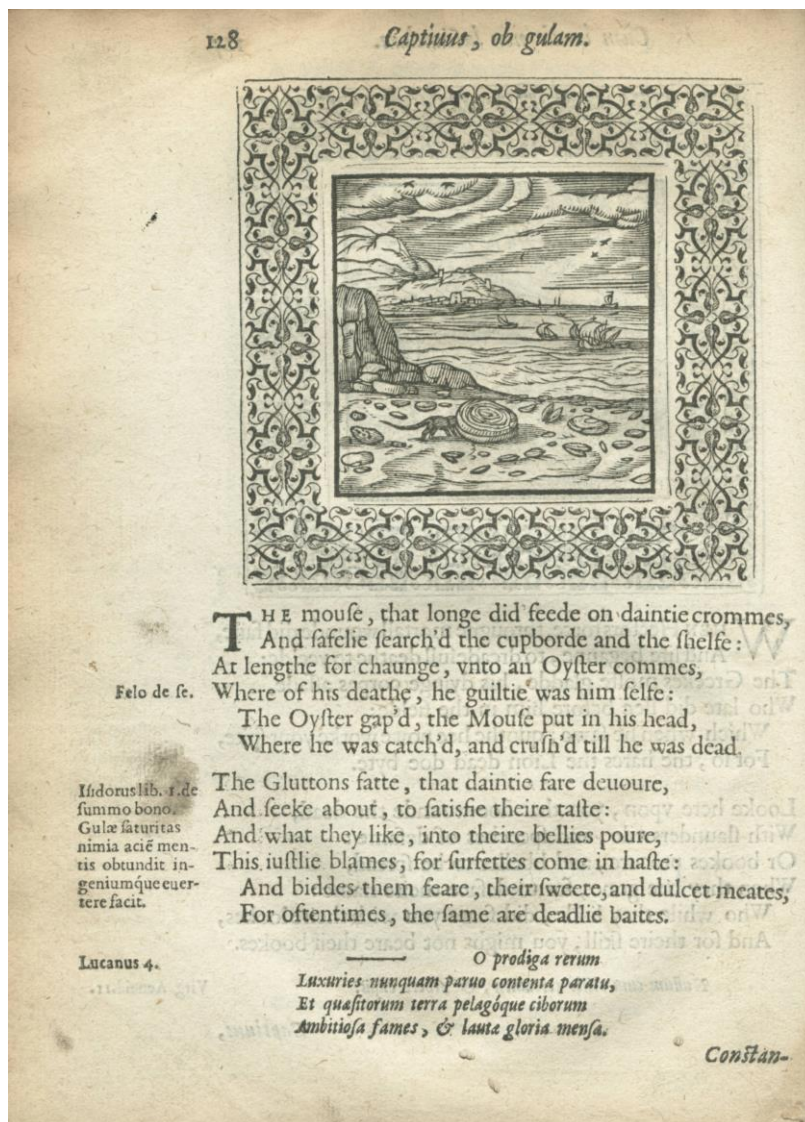 128
Captiuus, ob gulam.
THE mouſe, that longe did feede on daintie crommes,
And ſafelie ſearch'd the cupborde and the ſhelfe:
At lengthe for chaunge, vnto an Oyſter commes,
Felo de ſe.
Where of his deathe, he guiltie was him ſelfe:
The Oyſter gap'd, the Mouſe put in his head,
Where he was catch'd, and cruſh'd till he was dead.
Iſidorus lib. 1. de
ſummo bono.
Gulæ ſaturitas
nimia aciē men-
tis obtundit in-
geniumque euer-
tere facit.
The Gluttons fatte, that daintie fare deuoure,
And ſeeke about, to ſatisfie theire taſte:
And what they like, into theire bellies poure,
This iuſtlie blames, for ſurfettes come in haſte:
And biddes them feare, their ſweete, and dulcet meates,
For oftentimes, the ſame are deadlie baites.
Lucanus 4.
O prodiga rerum
Luxuries nunquam paruo contenta paratu,
Et quæſitorum terra pelagóque ciborum
Ambitioſa fames, & lauta gloria menſæ.
Conſtan-